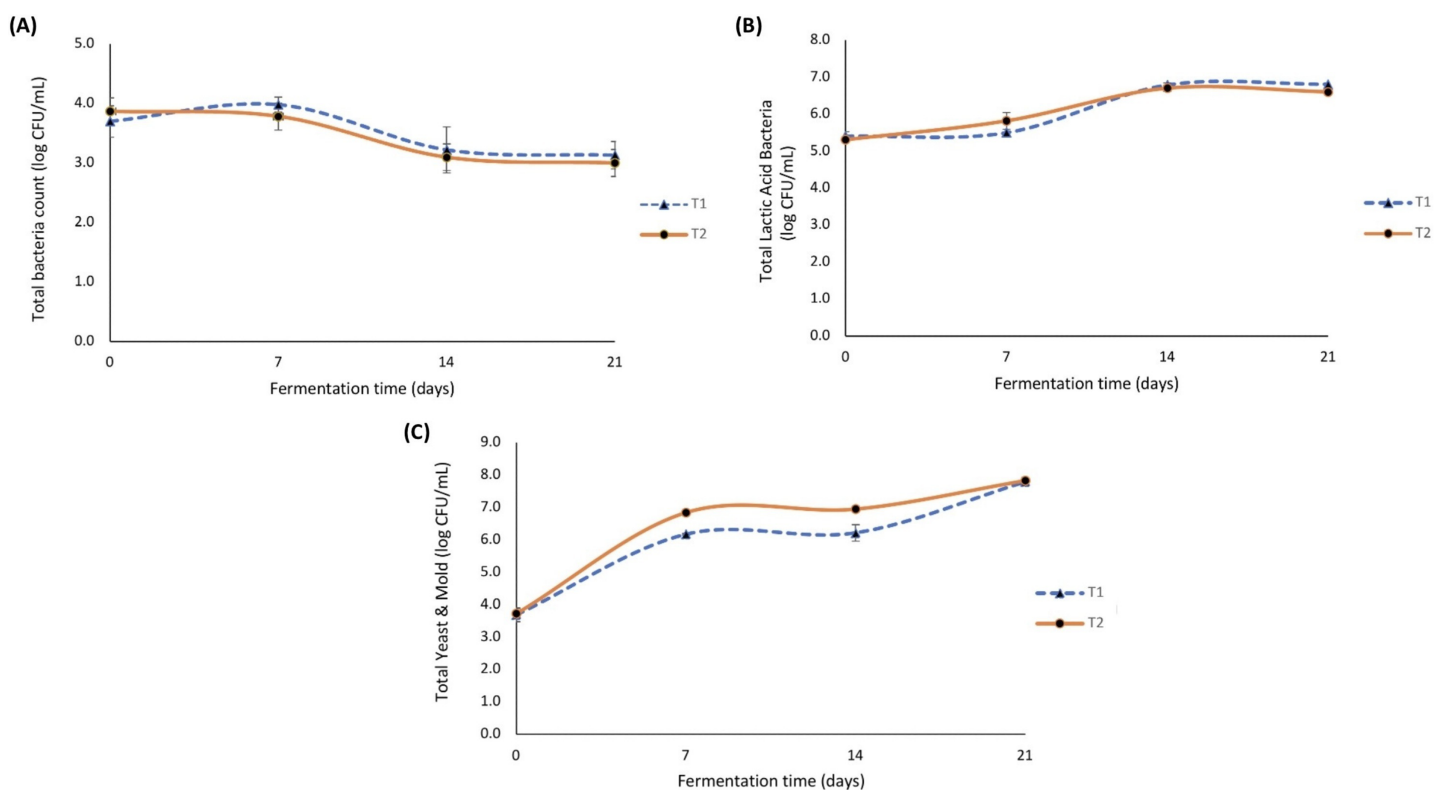 (A)
Total bacteria count (log CFU/mL)
5.0
4.0
3.0
2.0
1.0
0.0
0 7 14 21
Fermentation time (days)
T1
T2
(B)
Total Lactic Acid Bacteria
(log CFU/mL)
8.0
7.0
6.0
5.0
4.0
3.0
2.0
1.0
0.0
0 7 14 21
Fermentation time (days)
T1
T2
(C)
Total Yeast & Mold (log CFU/mL)
9.0
8.0
7.0
6.0
5.0
4.0
3.0
2.0
1.0
0.0
0 7 14 21
Fermentation time (days)
T1
T2